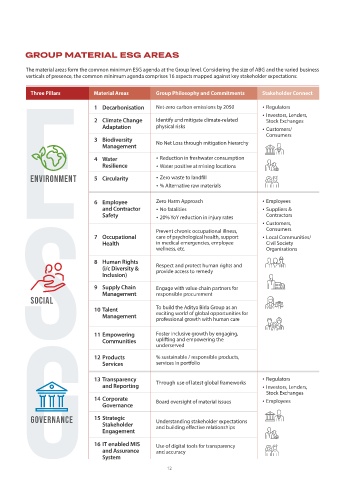 GROUP MATERIAL ESG AREAS
The material areas form the common minimum ESG agenda at the Group level. Considering the size of ABG and the varied business
verticals of presence, the common minimum agenda comprises 16 aspects mapped against key stakeholder expectations:
Three Pillars
Material Areas
Group Philosophy and Commitments
Stakeholder Connect
E
ENVIRONMENT
1 Decarbonisation
Net-zero carbon emissions by 2050
2 Climate Change
Adaptation
Identify and mitigate climate-related
physical risks
3 Biodiversity
Management
No Net Loss through mitigation hierarchy
4 Water
Resilience
• Reduction in freshwater consumption
• Water positive at mining locations
5 Circularity
• Zero waste to landfill
• % Alternative raw materials
• Regulators
• Investors, Lenders,
Stock Exchanges
• Customers/
Consumers
S
SOCIAL
6 Employee
and Contractor
Safety
Zero Harm Approach
• No fatalities
• 20% YoY reduction in injury rates
7 Occupational
Health
Prevent chronic occupational illness,
care of psychological health, support
in medical emergencies, employee
wellness, etc.
8 Human Rights
(i/c Diversity &
Inclusion)
Respect and protect human rights and
provide access to remedy
9 Supply Chain
Management
Engage with value chain partners for
responsible procurement
10 Talent
Management
To build the Aditya Birla Group as an
exciting world of global opportunities for
professional growth with human care
11 Empowering
Communities
Foster inclusive growth by engaging,
uplifting and empowering the
underserved
12 Products
Services
% sustainable / responsible products,
services in portfolio
• Employees
• Suppliers &
Contractors
• Customers,
Consumers
• Local Communities/
Civil Society
Organisations
G
GOVERNANCE
13 Transparency
and Reporting
Through use of latest global frameworks
14 Corporate
Governance
Board oversight of material issues
15 Strategic
Stakeholder
Engagement
Understanding stakeholder expectations
and building effective relationships
16 IT enabled MIS
and Assurance
System
Use of digital tools for transparency
and accuracy
• Regulators
• Investors, Lenders,
Stock Exchanges
• Employees
12